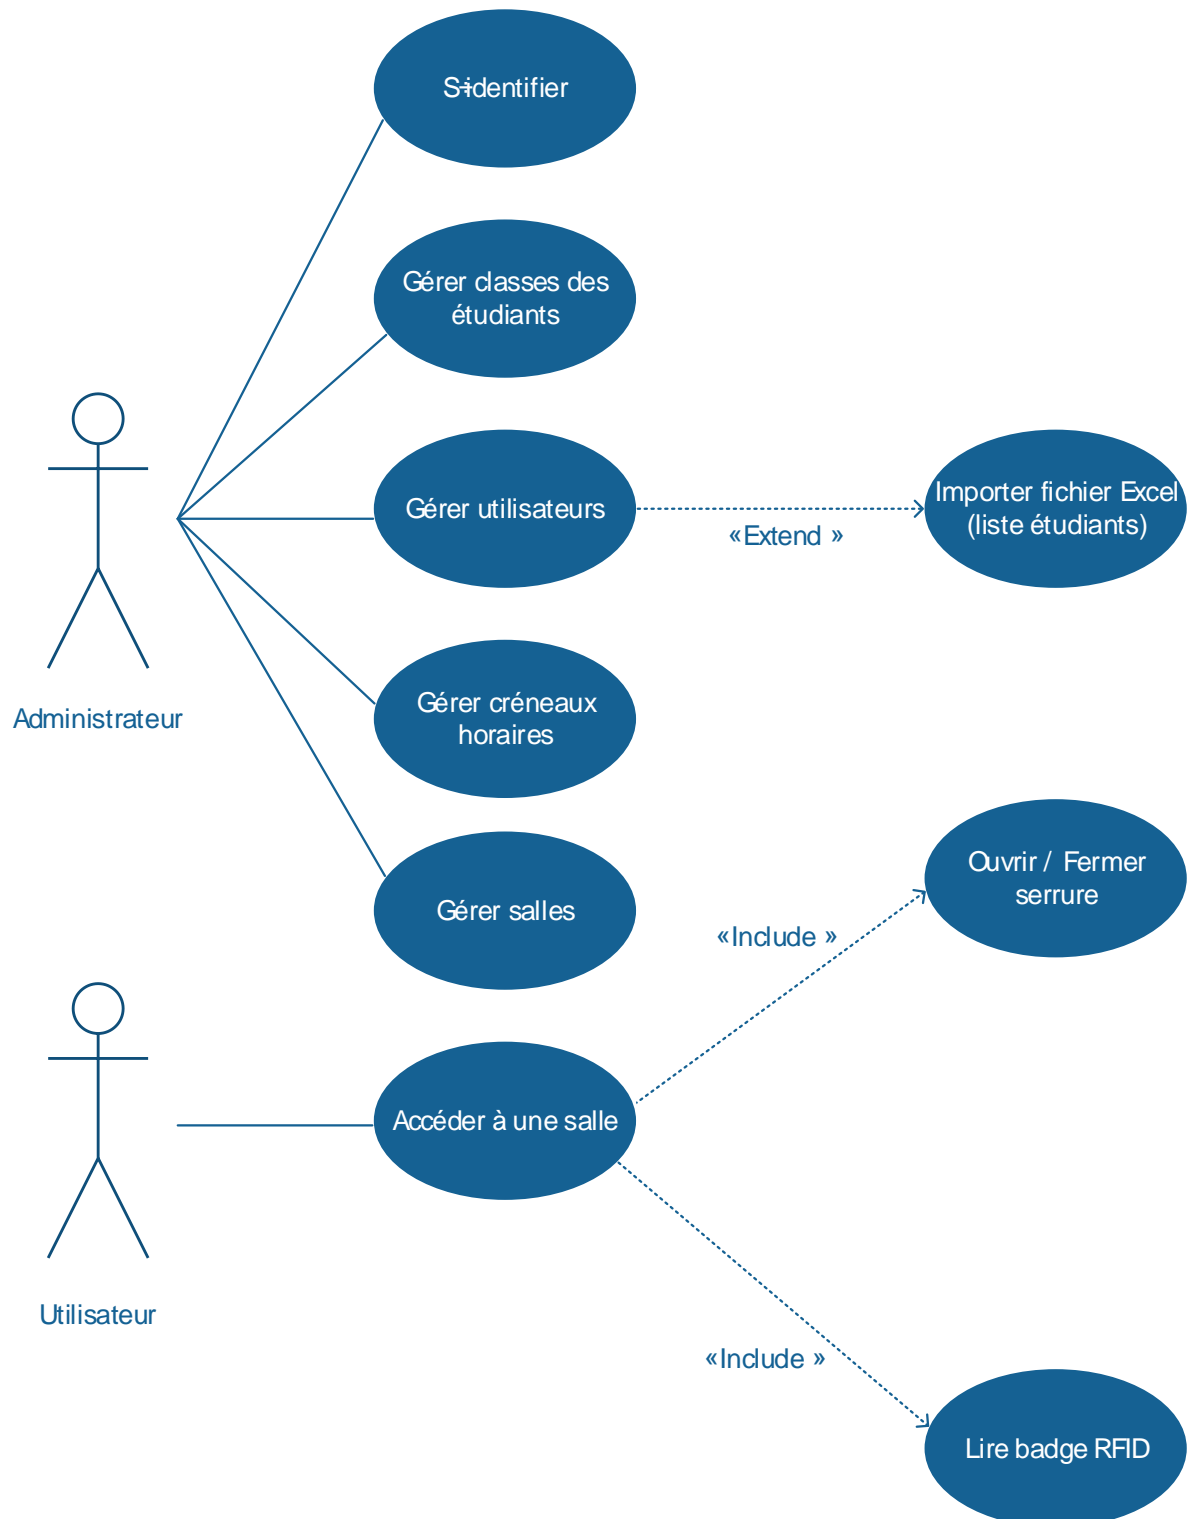 S-identifier
Gérer classes des
étudiants
Gérer utilisateurs
Importer fichier Excel
(liste étudiants)
«Extend »
Gérer créneaux
horaires
Administrateur
Ouvrir / Fermer
serrure
Gérer salles
«Include »
Accéder à une salle
Utilisateur
«Include »
Lire badge RFID